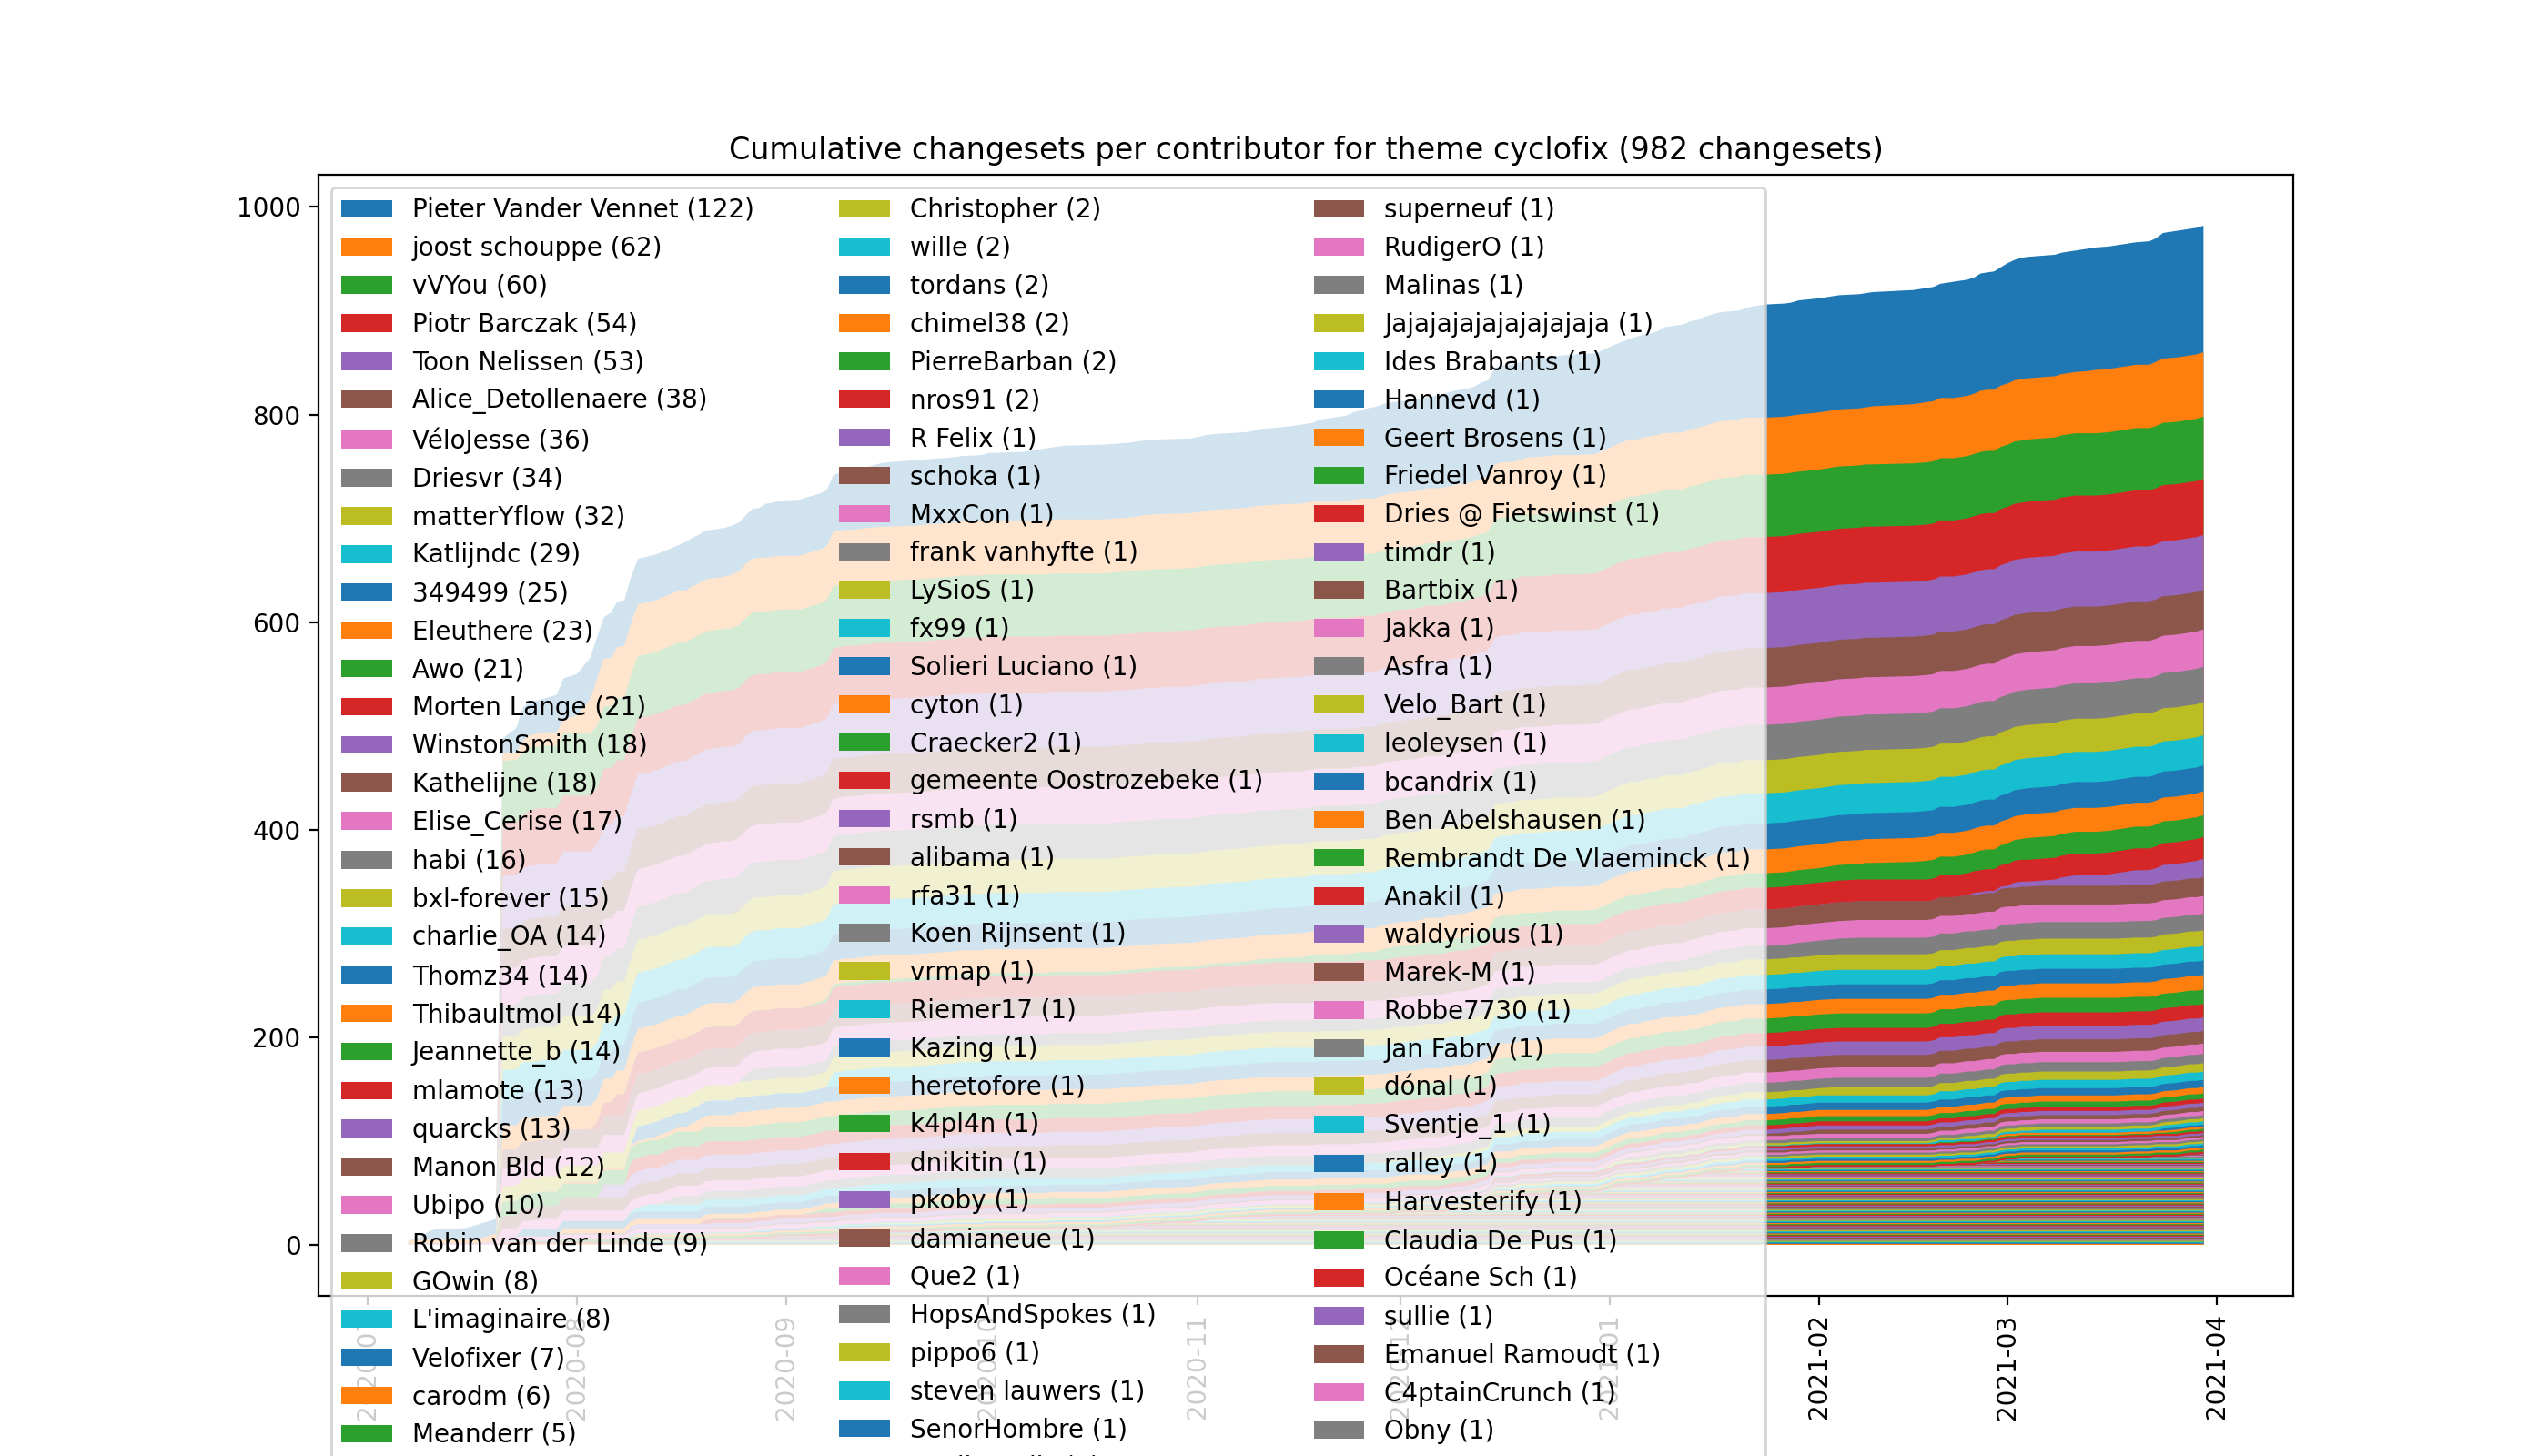 Cumulative changesets per contributor for theme cyclofix (982 changesets)
1000
800
600
400
200
0
Pieter Vander Vennet (122)
joost schouppe (62)
vVYou (60)
Piotr Barczak (54)
Toon Nelissen (53)
Alice_Detollenaere (38)
VéloJesse (36)
Driesvr (34)
matterYflow (32)
Katlijndc (29)
349499 (25)
Eleuthere (23)
Awo (21)
Morten Lange (21)
WinstonSmith (18)
Kathelijne (18)
Elise_Cerise (17)
habi (16)
bxl-forever (15)
charlie_OA (14)
Thomz34 (14)
Thibaultmol (14)
Jeannette_b (14)
mlamote (13)
quarcks (13)
Manon Bld (12)
Ubipo (10)
Robin van der Linde (9)
GOwin (8)
L'imaginaire (8)
Velofixer (7)
carodm (6)
Meanderr (5)
Christopher (2)
wille (2)
tordans (2)
chimel38 (2)
PierreBarban (2)
nros91 (2)
R Felix (1)
schoka (1)
MxxCon (1)
frank vanhyfte (1)
LySioS (1)
fx99 (1)
Solieri Luciano (1)
cyton (1)
Craecker2 (1)
gemeente Oostrozebeke (1)
rsmb (1)
alibama (1)
rfa31 (1)
Koen Rijnsent (1)
vrmap (1)
Riemer17 (1)
Kazing (1)
heretofore (1)
k4pl4n (1)
dnikitin (1)
pkoby (1)
damianeue (1)
Que2 (1)
HopsAndSpokes (1)
pippo6 (1)
steven lauwers (1)
SenorHombre (1)
superneuf (1)
RudigerO (1)
Malinas (1)
Jajajajajajajajaja (1)
Ides Brabants (1)
Hannevd (1)
Geert Brosens (1)
Friedel Vanroy (1)
Dries @ Fietswinst (1)
timdr (1)
Bartbix (1)
Jakka (1)
Asfra (1)
Velo_Bart (1)
leoleysen (1)
bcandrix (1)
Ben Abelshausen (1)
Rembrandt De Vlaeminck (1)
Anakil (1)
waldyrious (1)
Marek-M (1)
Robbe7730 (1)
Jan Fabry (1)
dónal (1)
Sventje_1 (1)
ralley (1)
Harvesterify (1)
Claudia De Pus (1)
Océane Sch (1)
sullie (1)
Emanuel Ramoudt (1)
C4ptainCrunch (1)
Obny (1)
2020-08
2020-09
2020-10
2020-11
2020-12
2021-01
2021-02
2021-03
2021-04